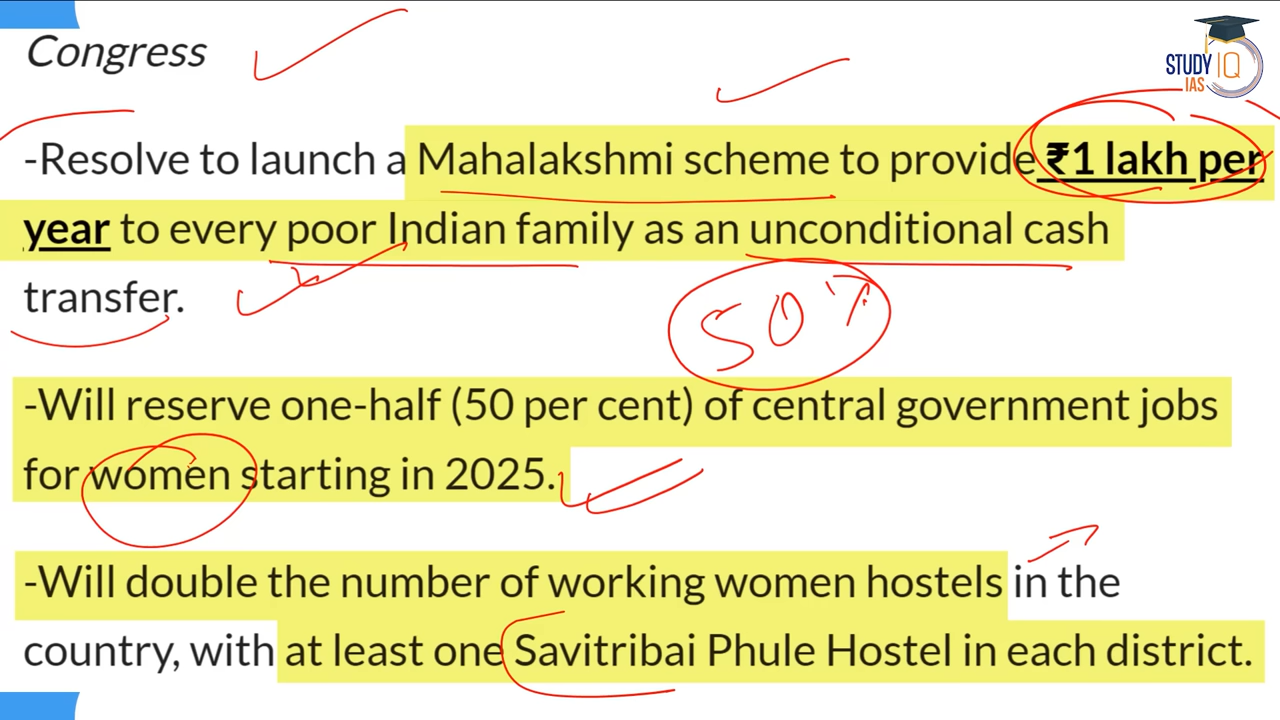 Congress
STUDY IQ
IAS
-Resolve to launch a Mahalakshmi scheme to provide ₹1 lakh per
year to every poor Indian family as an unconditional cash
transfer.
50%
-Will reserve one-half (50 per cent) of central government jobs
for women starting in 2025.
-Will double the number of working women hostels in the
country, with at least one Savitribai Phule Hostel in each district.